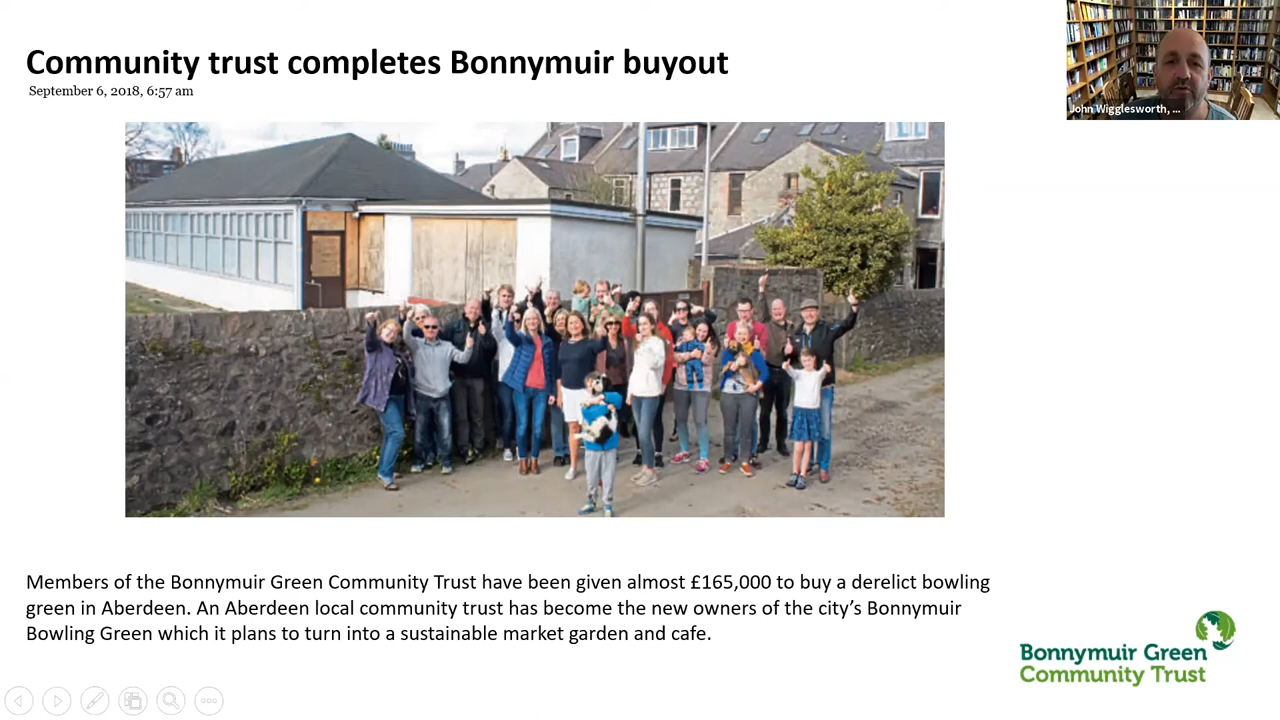 Community trust completes Bonnymuir buyout
September 6, 2018, 6:57 am
John Wigglesworth, ...
Members of the Bonnymuir Green Community Trust have been given almost £165,000 to buy a derelict bowling
green in Aberdeen. An Aberdeen local community trust has become the new owners of the city’s Bonnymuir
Bowling Green which it plans to turn into a sustainable market garden and cafe.
Bonnymuir Green
Community Trust